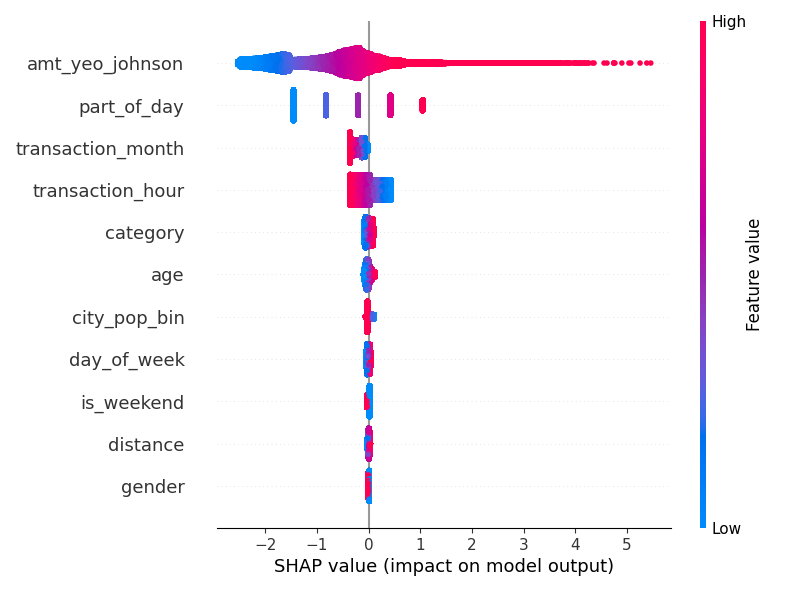 High
amt_yeo_johnson
part_of_day
transaction_month
transaction_hour
category
age
city_pop_bin
day_of_week
is_weekend
distance
gender
Feature value
Low
−2 −1 0 1 2 3 4 5
SHAP value (impact on model output)